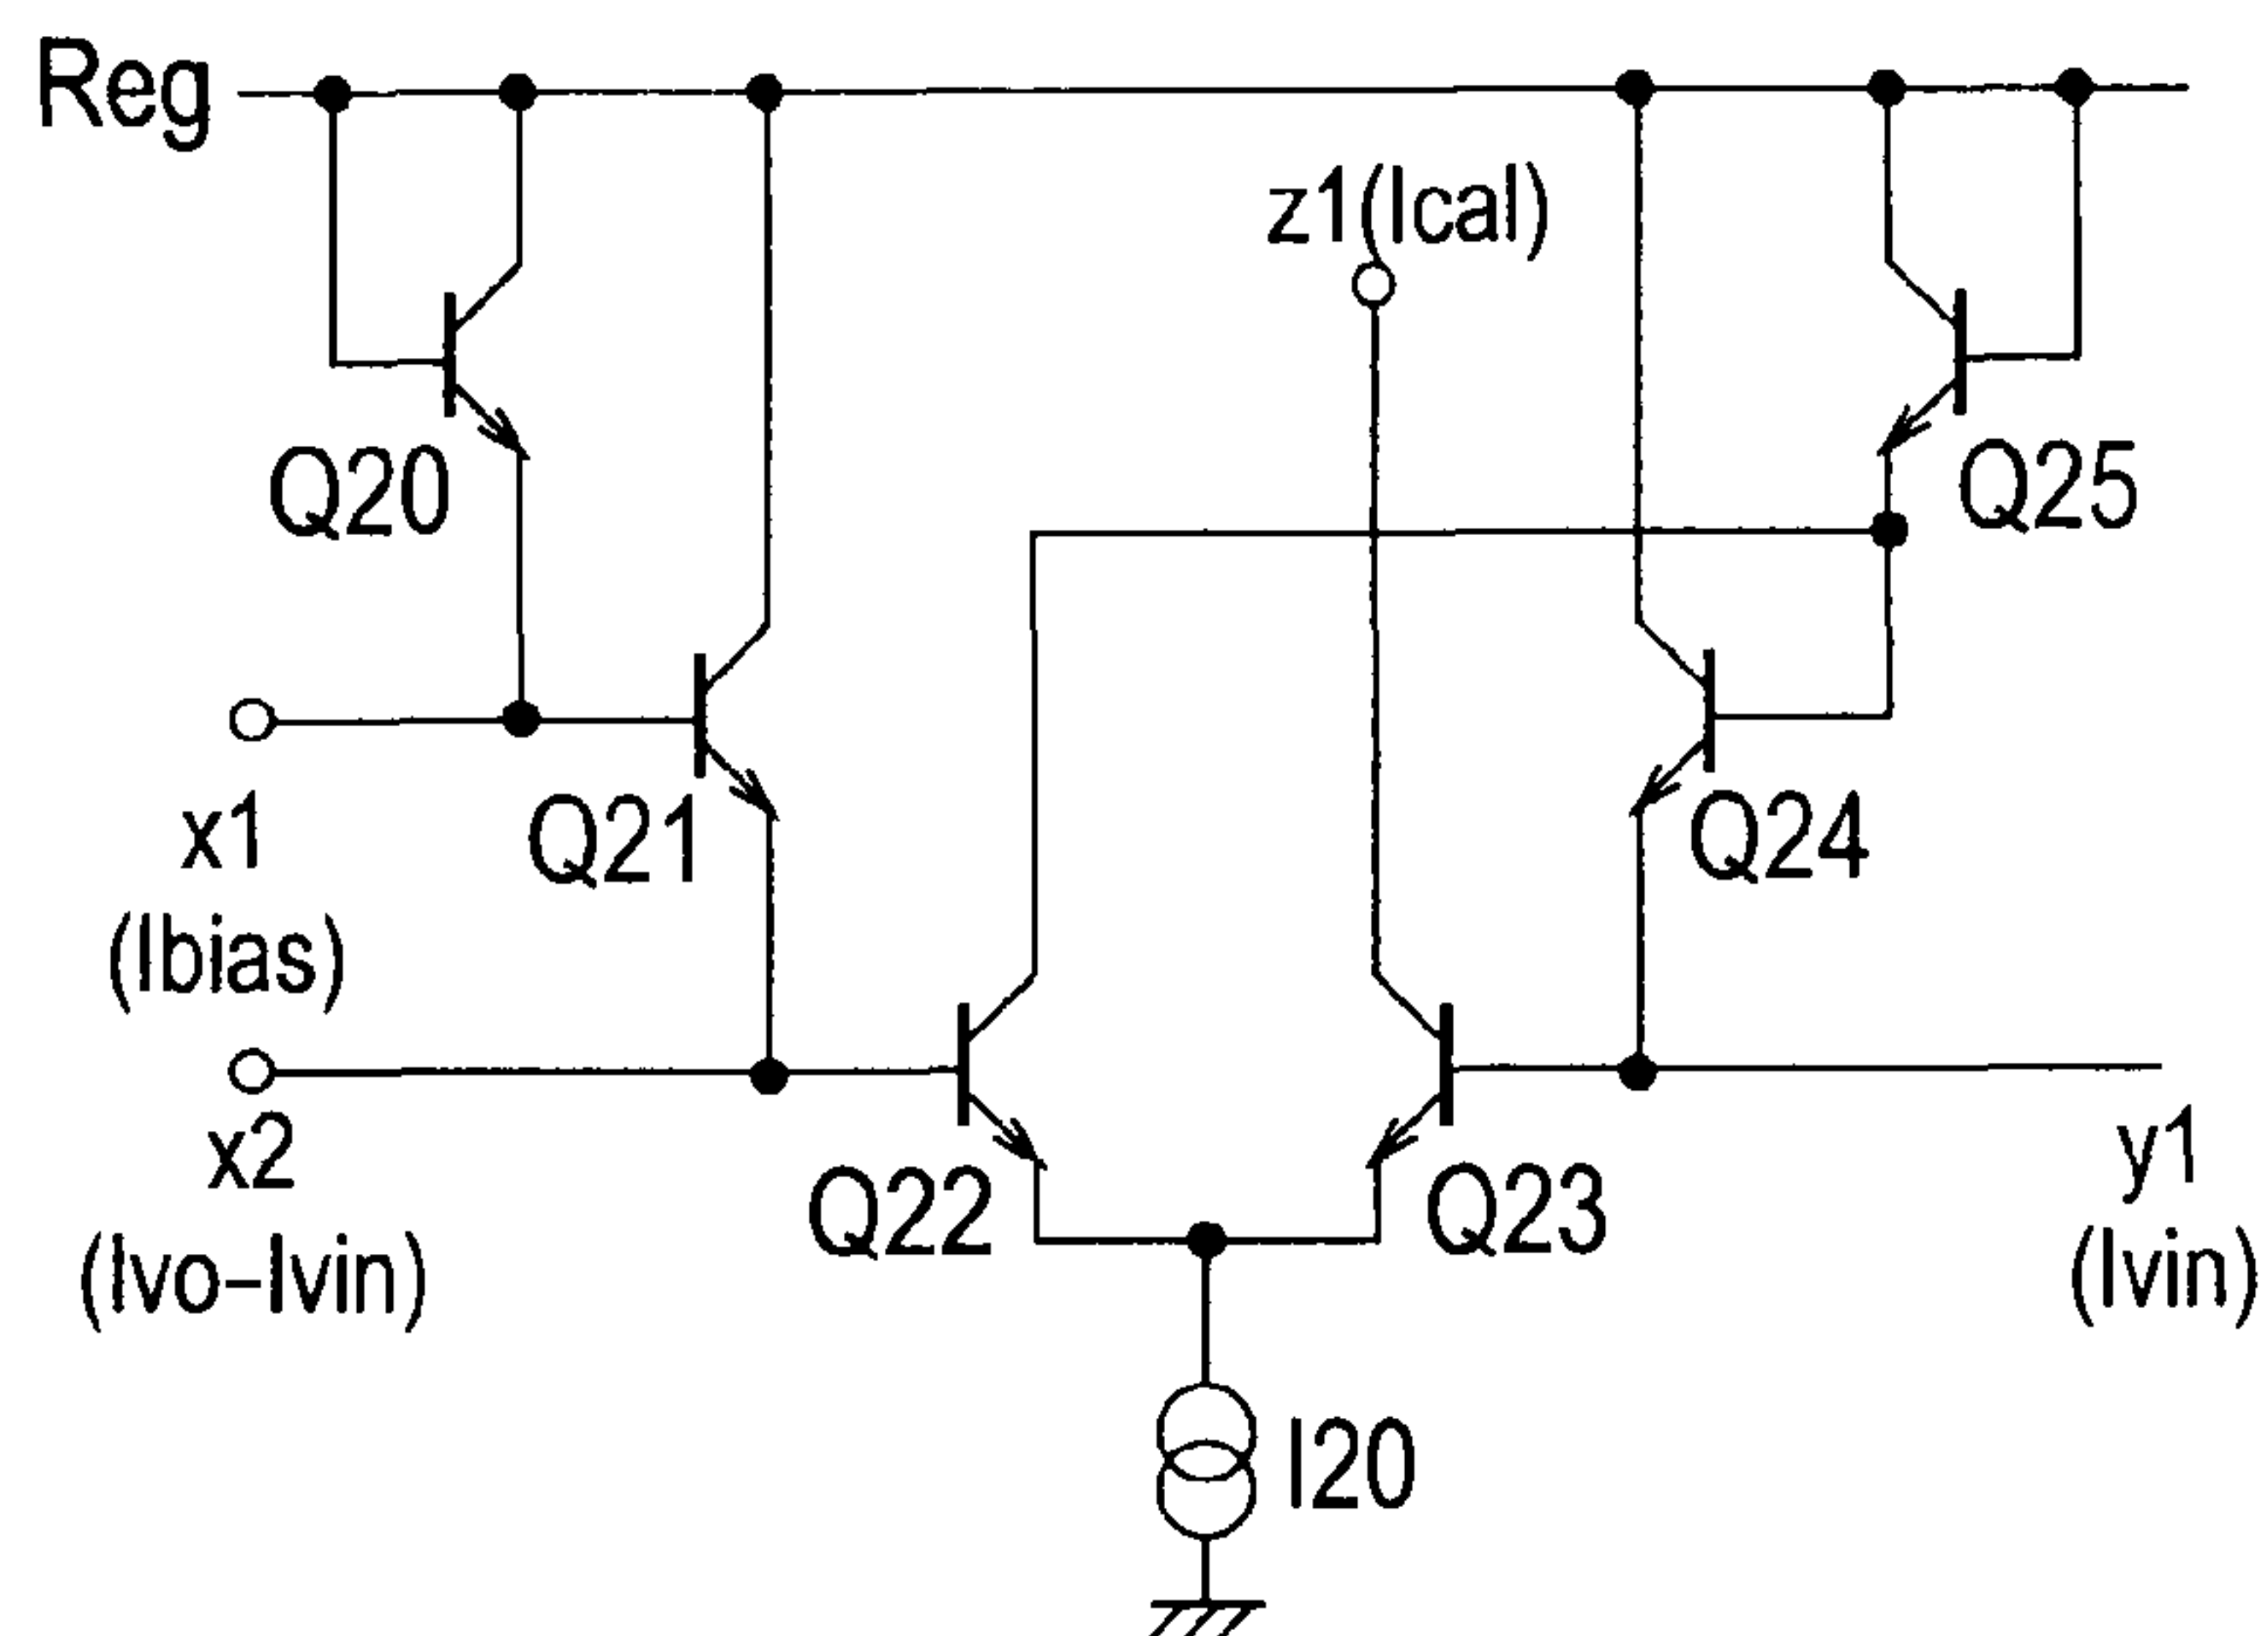 Reg
z1(Ical)
Q20
Q25
x1
(Ibias)
Q21
Q24
x2
(Ivo-Ivin)
Q22
Q23
y1
(Ivin)
I20